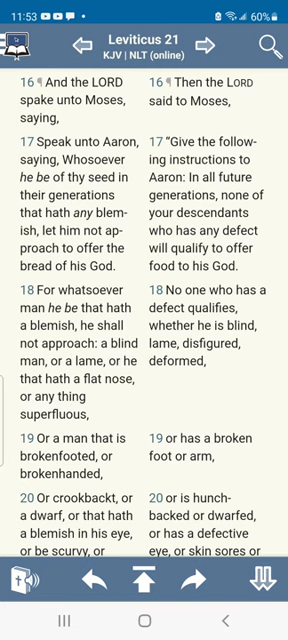 11:53
60%
Leviticus 21
KJV | NLT (online)
16 ¶ And the LORD
spake unto Moses,
saying,
17 Speak unto Aaron,
saying, Whosoever
he be of thy seed in
their generations
that hath any blem-
ish, let him not ap-
proach to offer the
bread of his God.
18 For whatsoever
man he be that hath
a blemish, he shall
not approach: a blind
man, or a lame, or he
that hath a flat nose,
or any thing
superfluous,
19 Or a man that is
brokenfooted, or
brokenhanded,
20 Or crookbackt, or
a dwarf, or that hath
a blemish in his eye,
or be scurvy, or
16 ¶ Then the LORD
said to Moses,
17 “Give the follow-
ing instructions to
Aaron: In all future
generations, none of
your descendants
who has any defect
will qualify to offer
food to his God.
18 No one who has a
defect qualifies,
whether he is blind,
lame, disfigured,
deformed,
19 or has a broken
foot or arm,
20 or is hunch-
backed or dwarfed,
or has a defective
eye, or skin sores or